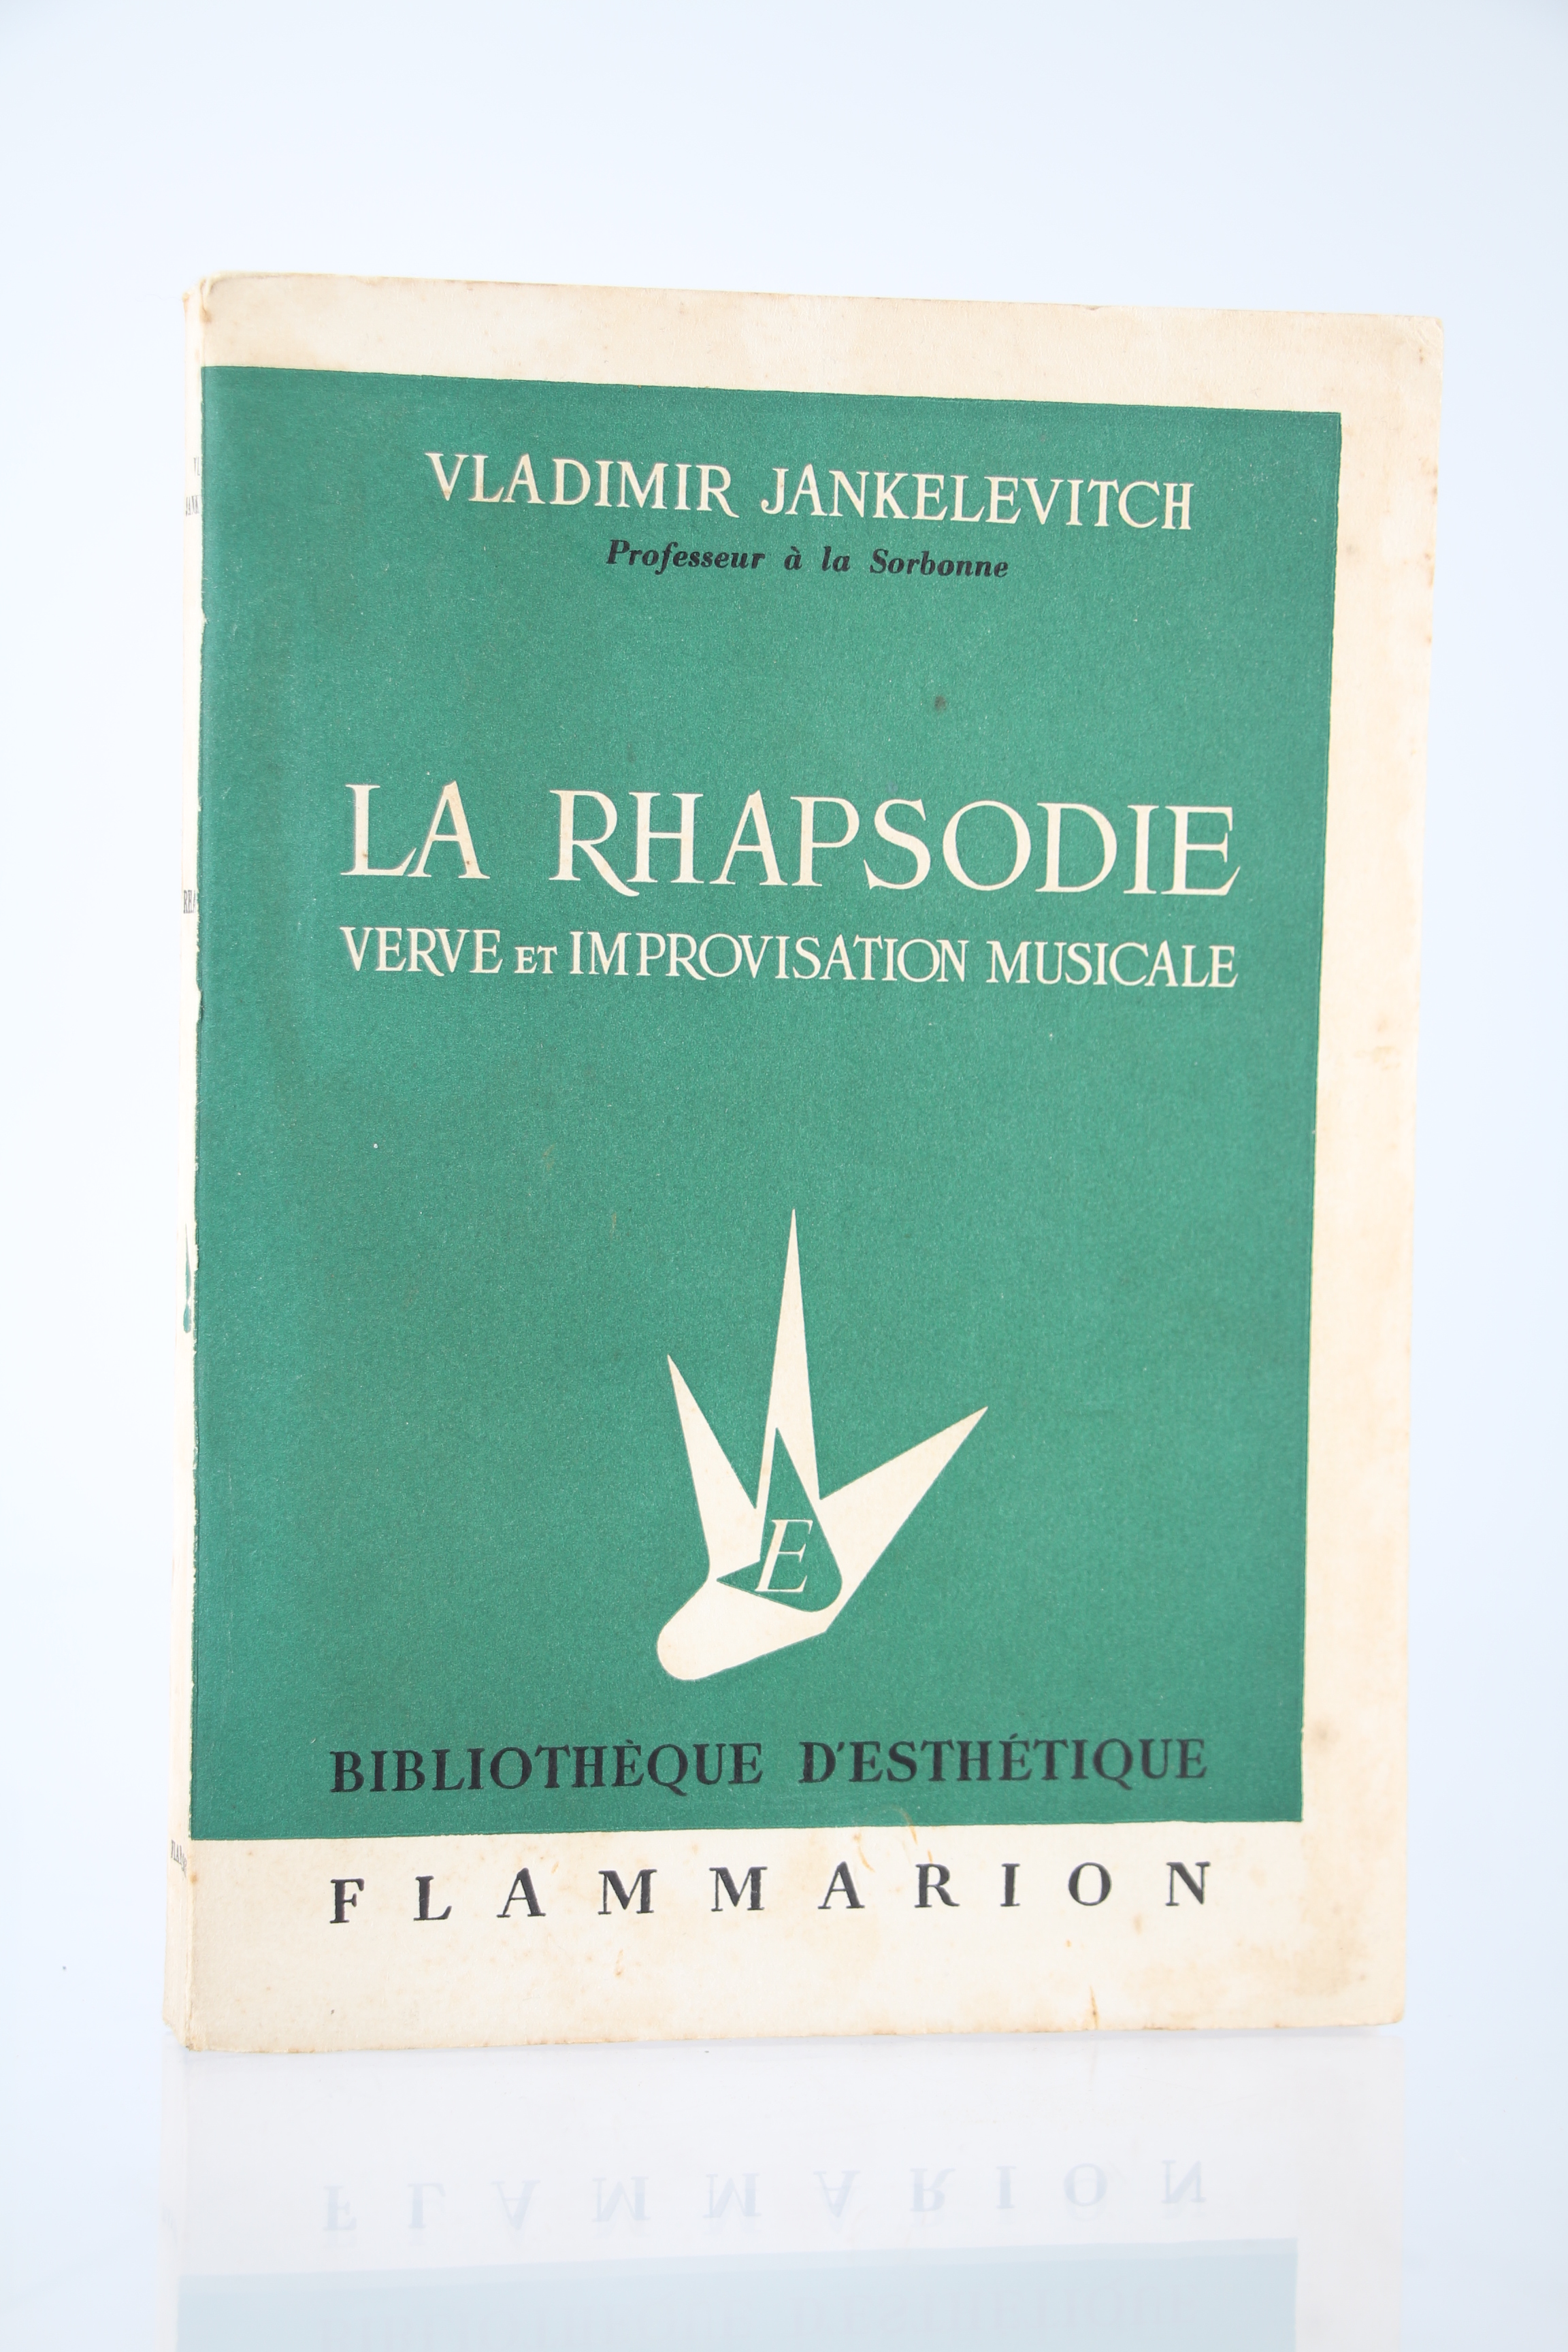 VLADIMIR JANKELEVITCH
Professeur à la Sorbonne
LA RHAPSODIE
VERVE ET IMPROVISATION MUSICALE
E
BIBLIOTHÈQUE D'ESTHÉTIQUE
FLAMMARION